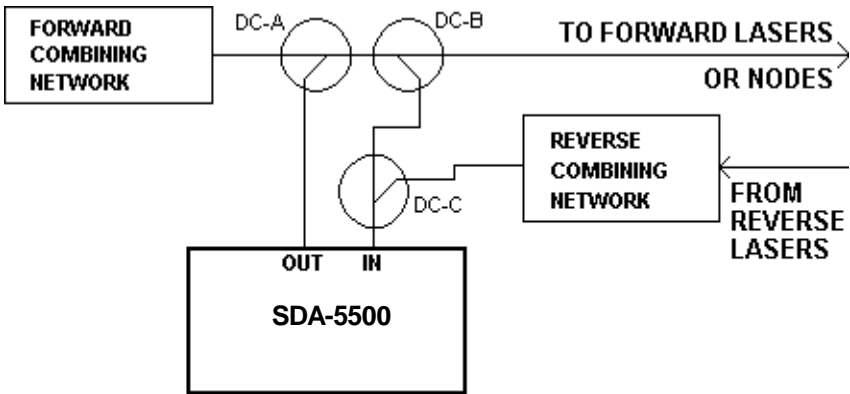 FORWARD
COMBINING
NETWORK
DC-A
DC-B
TO FORWARD LASERS
OR NODES
REVERSE
COMBINING
NETWORK
DC-C
FROM
REVERSE
LASERS
OUT IN
SDA-5500